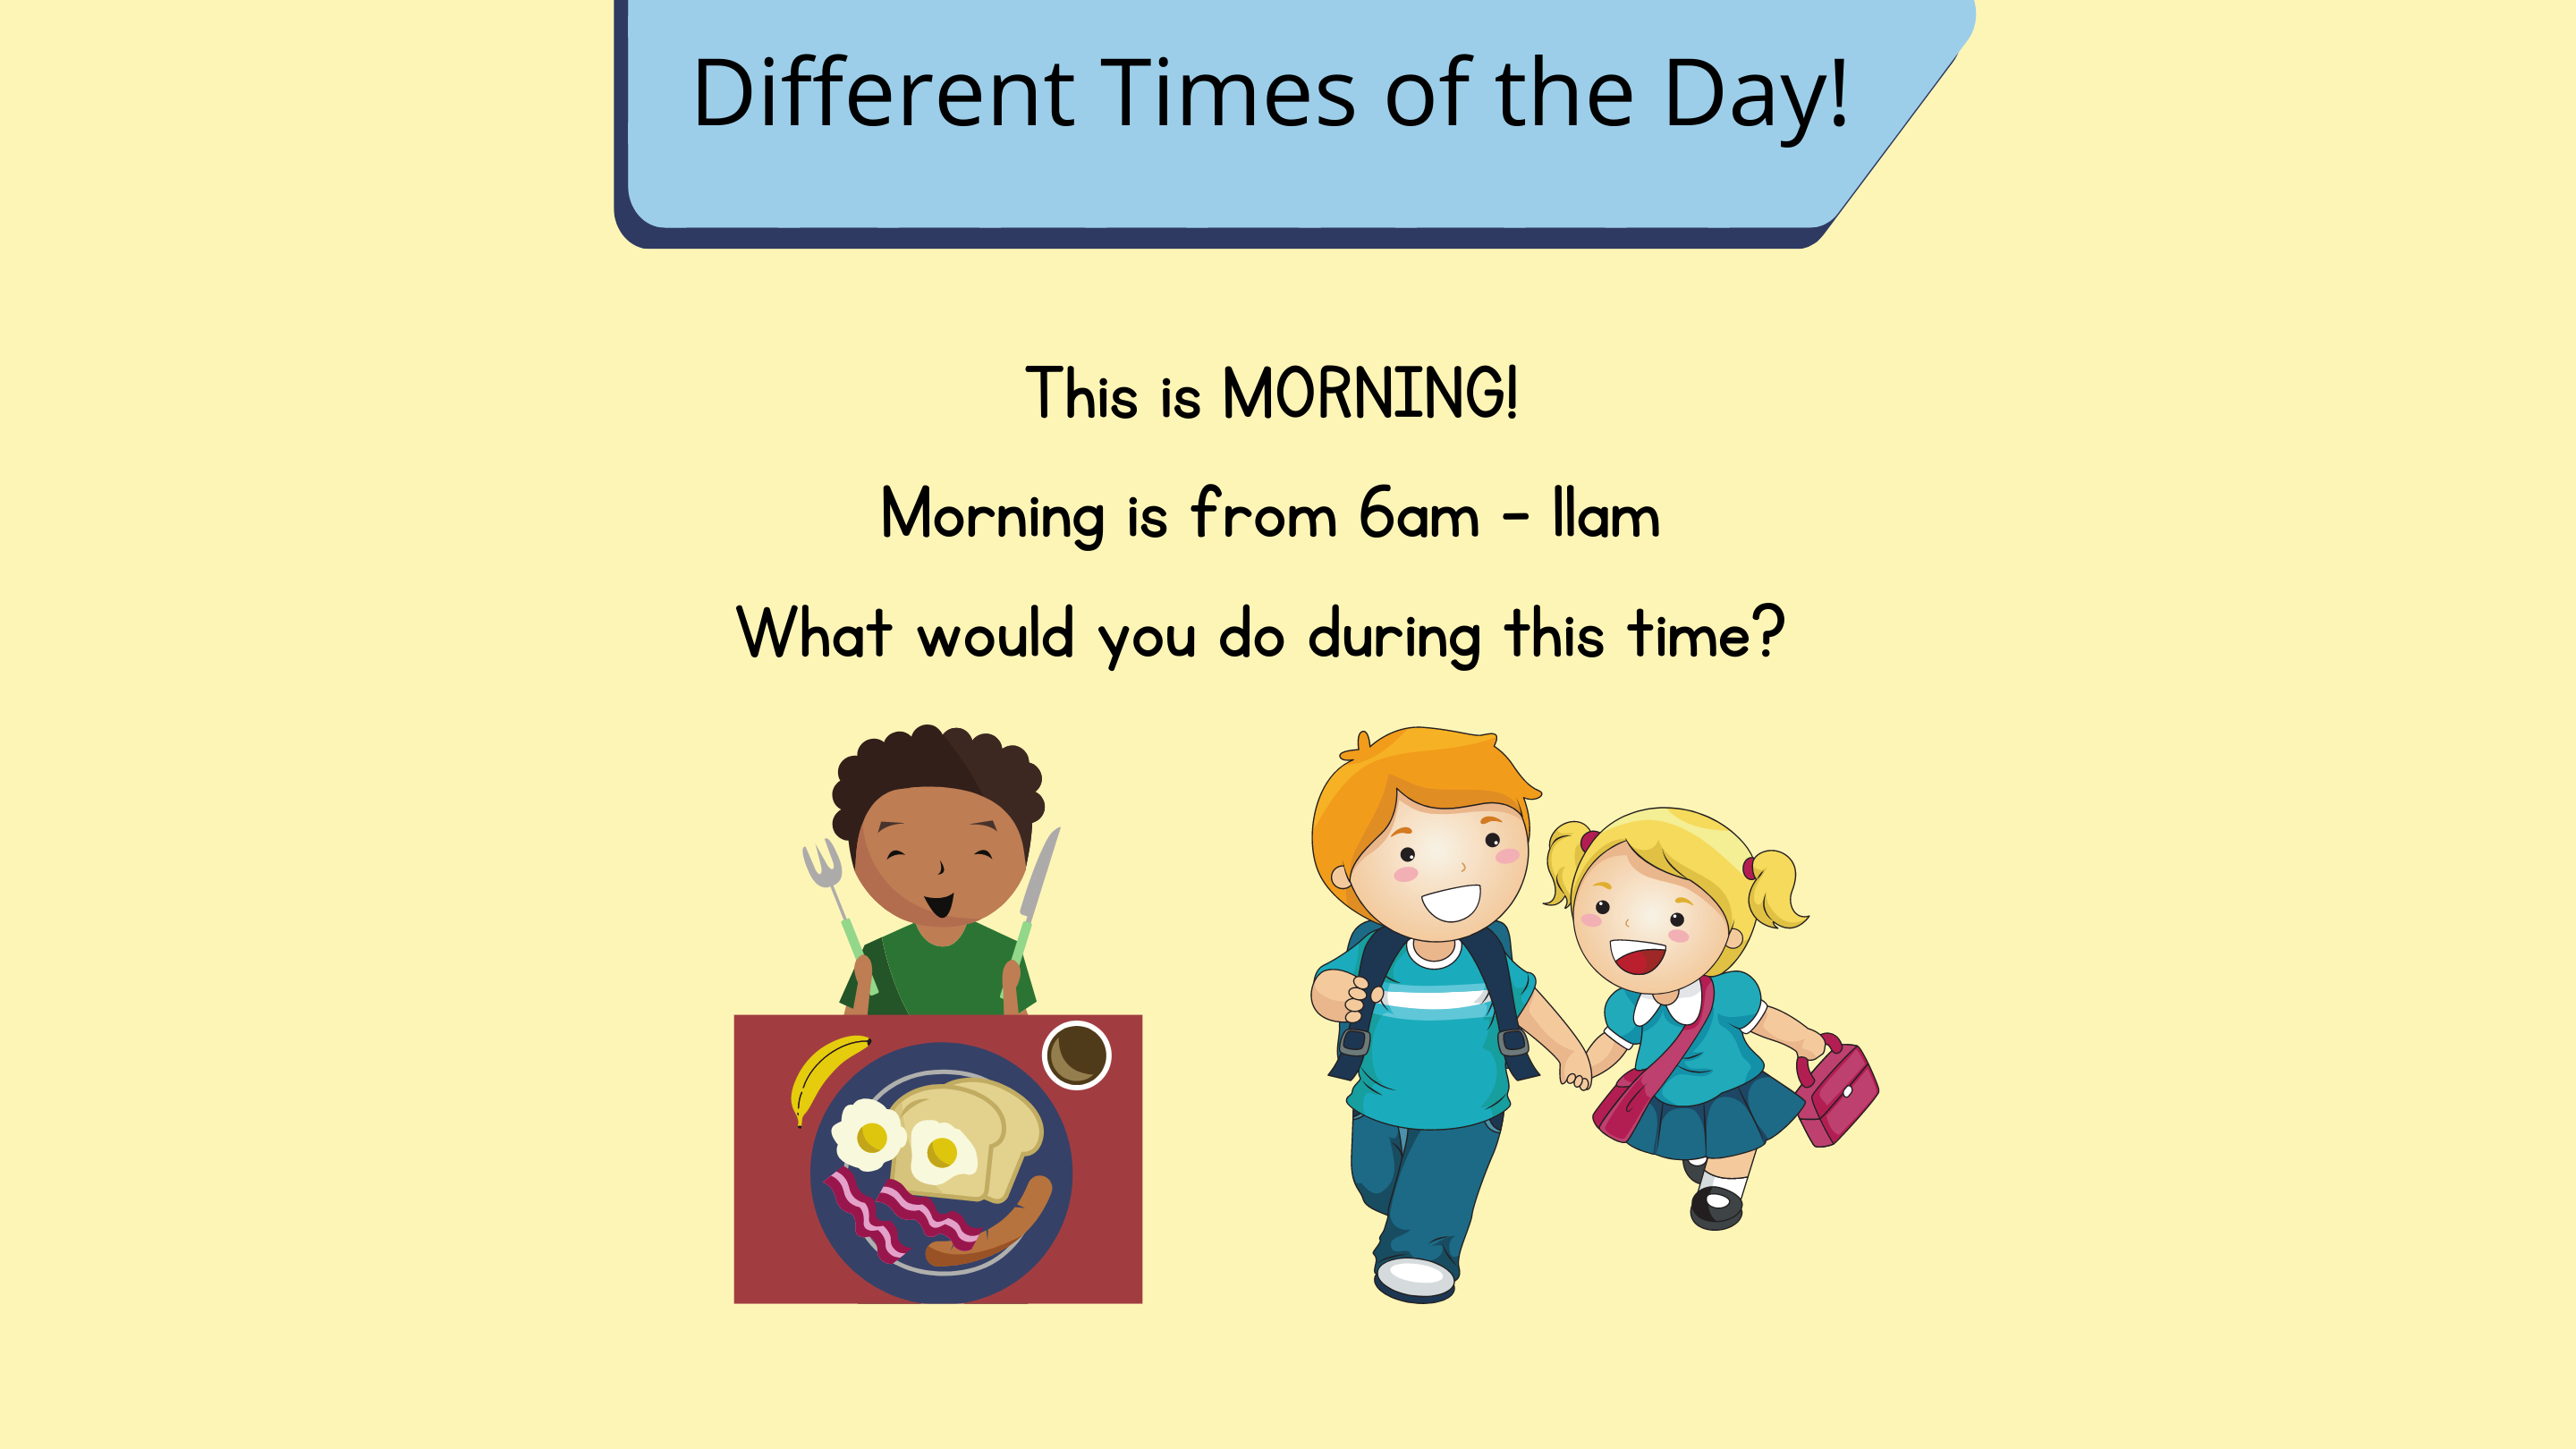 Different Times of the Day!
This is MORNING!
Morning is from 6am - 11am
What would you do during this time?